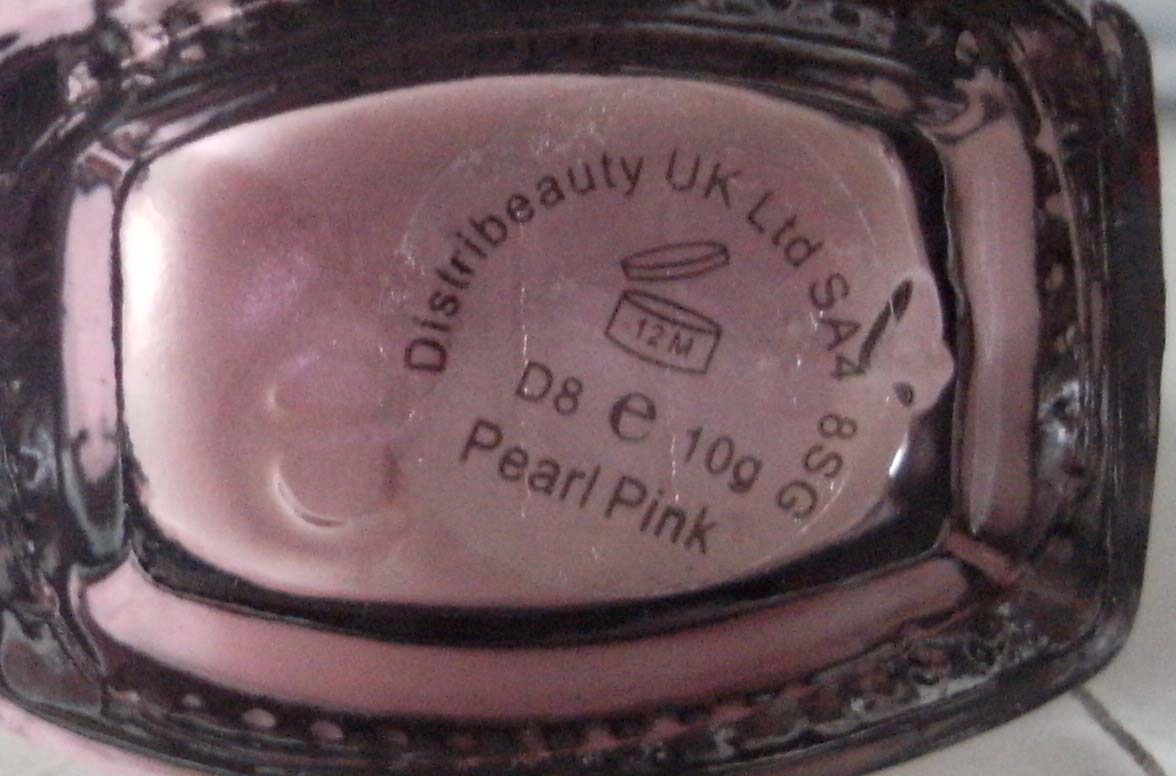 Distribeauty UK Ltd SA4 8SG
12M
D8 e 10g
Pearl Pink